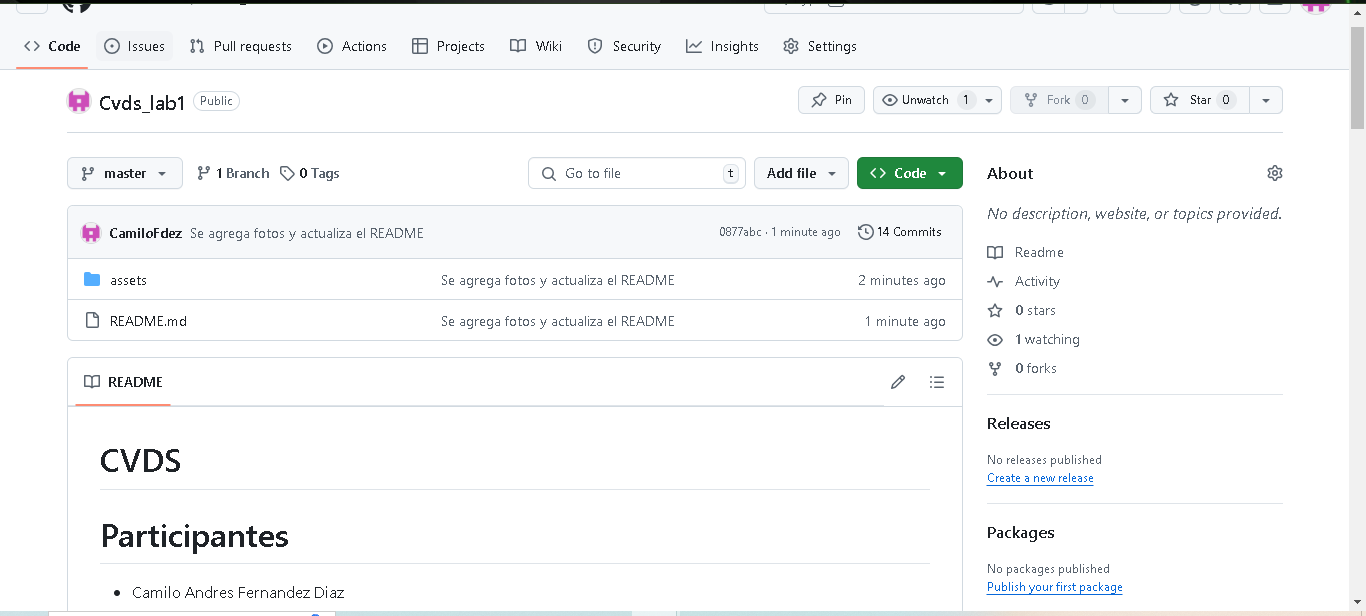 Code Issues Pull requests Actions Projects Wiki Security Insights Settings
Cvds_lab1 Public Pin Unwatch 1 Fork 0 Star 0
master 1 Branch 0 Tags Go to file t Add file Code
About
No description, website, or topics provided.
CamiloFdez Se agrega fotos y actualiza el README 0877abc · 1 minute ago 14 Commits
assets Se agrega fotos y actualiza el README 2 minutes ago
README.md Se agrega fotos y actualiza el README 1 minute ago
Readme
Activity
0 stars
1 watching
0 forks
README
CVDS
Participantes
• Camilo Andres Fernandez Diaz
Releases
No releases published
Create a new release
Packages
No packages published
Publish your first package